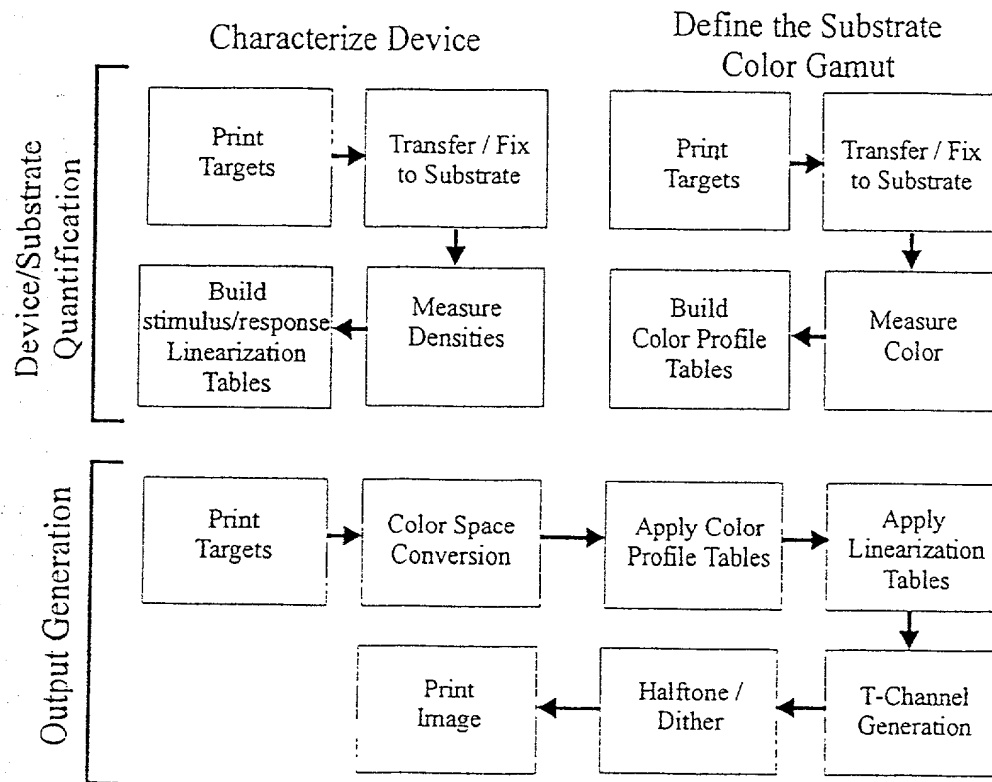 Characterize Device
Define the Substrate
Color Gamut
Device/Substrate
Quantification
Print
Targets
Transfer / Fix
to Substrate
Print
Targets
Transfer / Fix
to Substrate
Build
stimulus/response
Linearization
Tables
Measure
Densities
Build
Color Profile
Tables
Measure
Color
Output Generation
Print
Targets
Color Space
Conversion
Apply Color
Profile Tables
Apply
Linearization
Tables
Print
Image
Halftone /
Dither
T-Channel
Generation